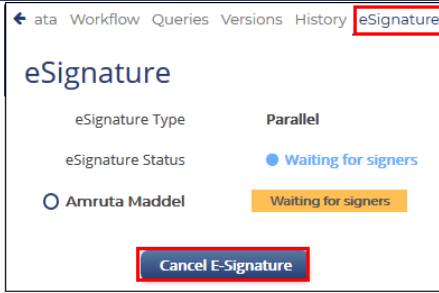 ata Workflow Queries Versions History eSignature
eSignature
eSignature Type Parallel
eSignature Status Waiting for signers
Amruta Maddel Waiting for signers
Cancel E-Signature